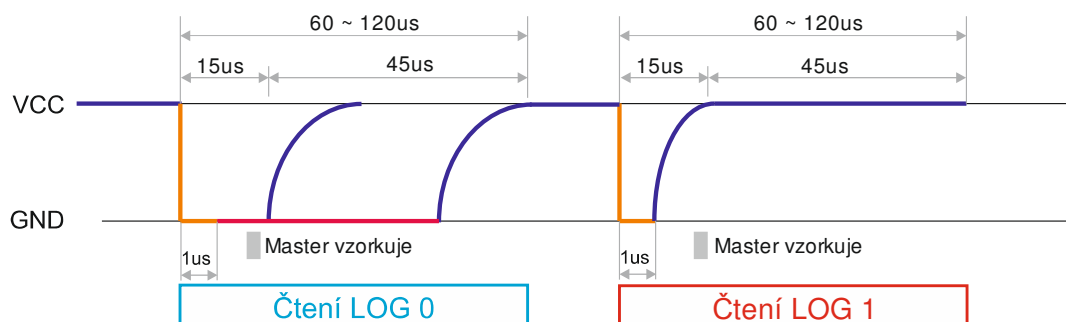 60 ~ 120us 60 ~ 120us
15us 45us 15us 45us
VCC
GND
Master vzorkuje Master vzorkuje
1us 1us
Čtení LOG 0 Čtení LOG 1